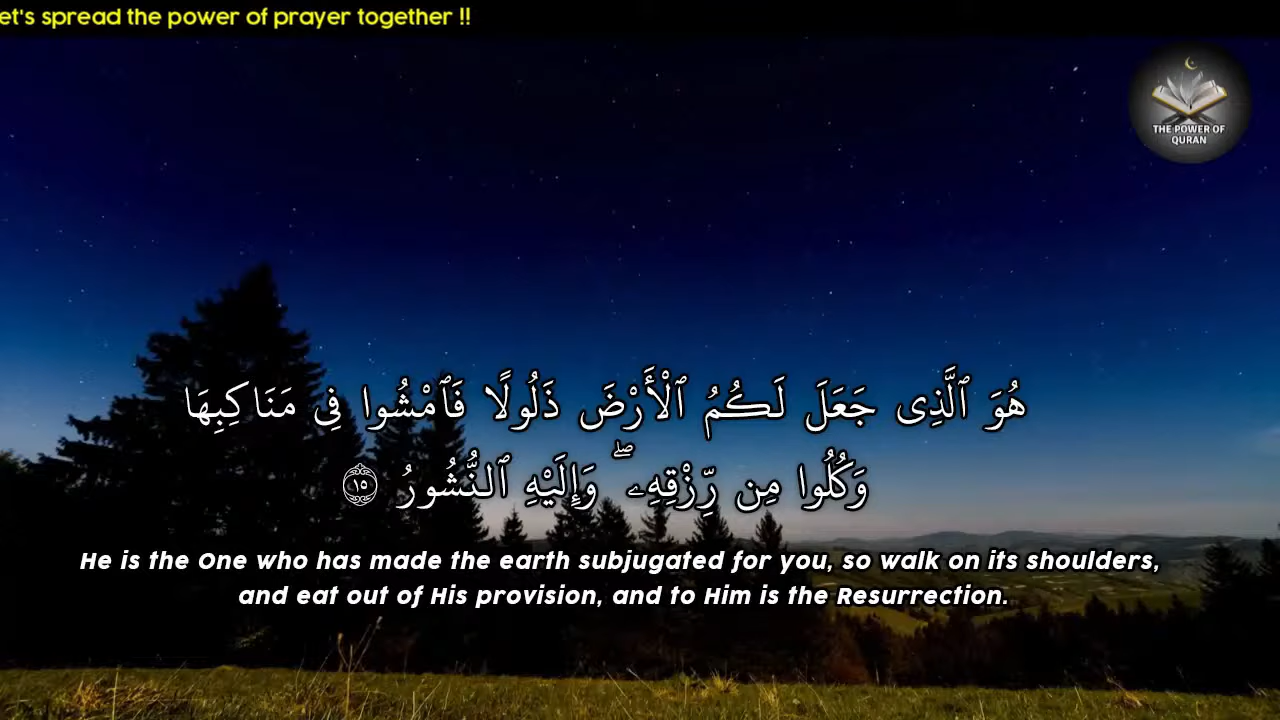 et's spread the power of prayer together !!
THE POWER OF
QURAN
هُوَ ٱلَّذِى جَعَلَ لَكُمُ ٱلْأَرْضَ ذَلُولًا فَٱمْشُوا فِى مَنَاكِبِهَا
وَكُلُوا مِن رِّزْقِهِۦ ۖ وَإِلَيْهِ ٱلنُّشُورُ ١٥
He is the One who has made the earth subjugated for you, so walk on its shoulders,
and eat out of His provision, and to Him is the Resurrection.